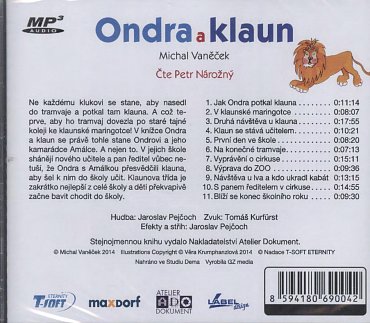 MP3
AUDIO
Ondra a klaun
Michal Vaněček
Čte Petr Nárožný
Ne každému klukovi se stane, aby nasedl
do tramvaje a potkal tam klauna. A což te-
prve, aby ho tramvaj dovezla po staré tajné
koleji ke klaunské maringotce! V knížce Ondra
a klaun se právě tohle stane Ondrovi a jeho
kamarádce Amálce. A nejen to. V jejich škole
shánějí nového učitele a pan ředitel vůbec ne-
tuší, že Ondra s Amálkou přesvědčili klauna,
aby šel k nim do školy učit. Klaunova třída je
zakrátko nejlepší z celé školy a děti překvapivě
začne bavit chodit do školy.
1. Jak Ondra potkal klauna 0:11:14
2. V klaunské maringotce 0:08:07
3. Druhá návštěva u klauna 0:17:55
4. Klaun se stává učitelem 0:10:21
5. První den ve škole 0:18:20
6. Na konečné tramvaje 0:07:13
7. Vyprávění o cirkuse 0:15:11
8. Výprava do ZOO 0:11:56
9. Návštěva u lva a kdo ukradl kabát 0:13:15
10. S panem ředitelem v cirkuse 0:14:55
11. Blíží se konec školního roku 0:09:30
Hudba: Jaroslav Pejčoch Zvuk: Tomáš Kurfürst
Efekty a střih: Jaroslav Pejčoch
Stejnojmennou knihu vydalo Nakladatelství Atelier Dokument.
© Michal Vaněček 2014 Illustrations Copyright © Věra Krumphanzlová 2014 © Nadace T-SOFT ETERNITY
Nahráno ve Studiu Dema Vyrobila GZ media
ETERNITY
T-SOFT
maxdorf
ATELIER
ADO
DOKUMENT
LABEL
design
8 594180 690042